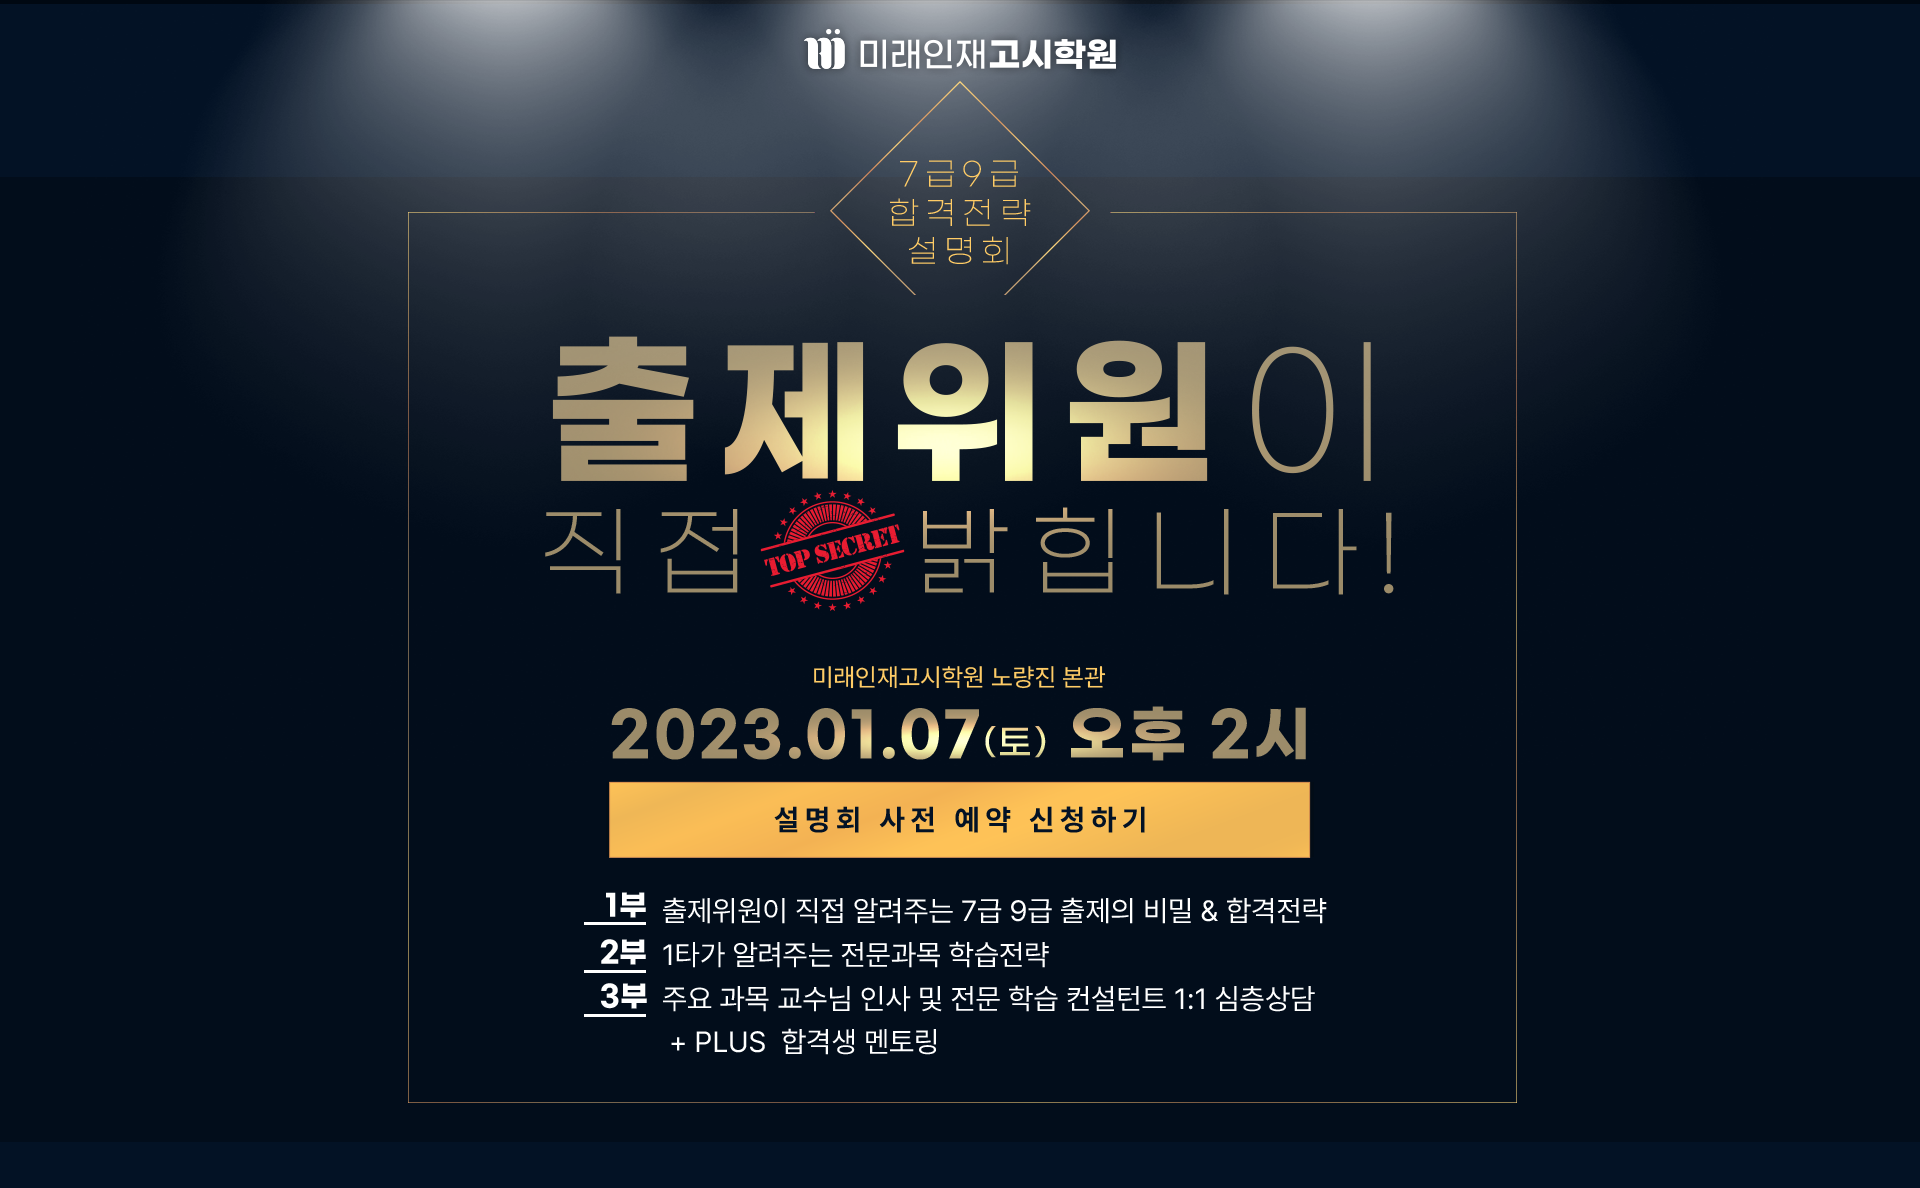 미래인재고시학원
7급9급
합격전략
설명회
출제위원이
직접 TOP SECRET 밝힙니다!
미래인재고시학원 노량진 본관
2023.01.07(토) 오후 2시
설명회 사전 예약 신청하기
1부 출제위원이 직접 알려주는 7급 9급 출제의 비밀 & 합격전략
2부 1타가 알려주는 전문과목 학습전략
3부 주요 과목 교수님 인사 및 전문 학습 컨설턴트 1:1 심층상담
+ PLUS 합격생 멘토링